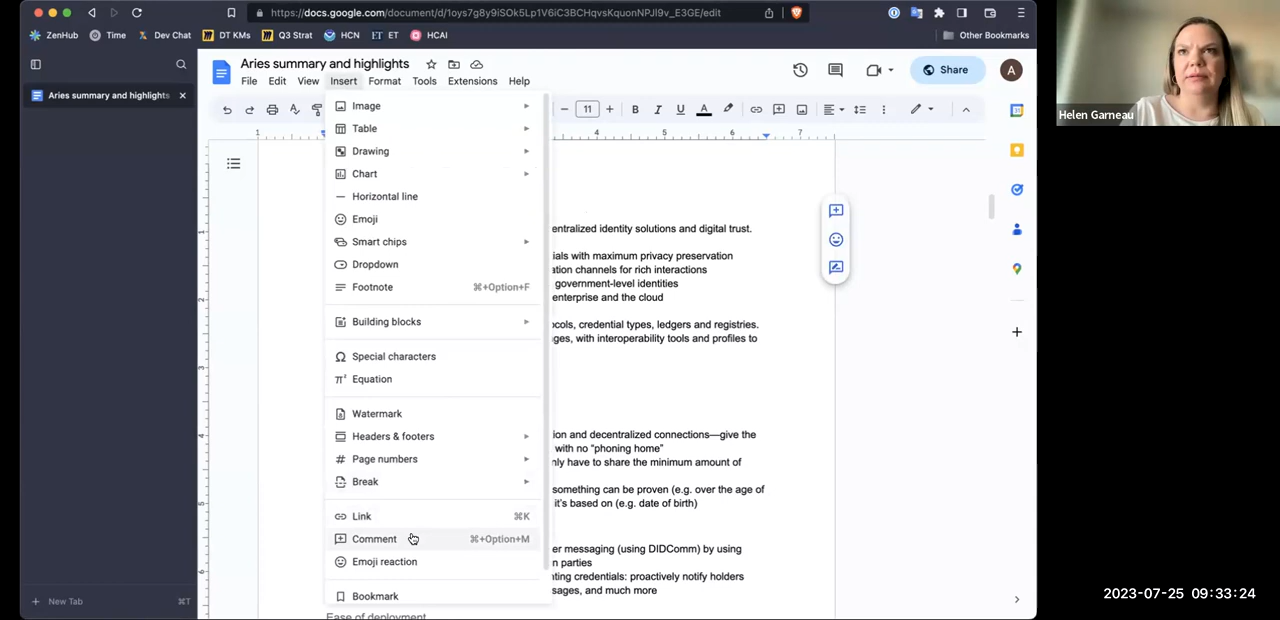 https://docs.google.com/document/d/1oys7g8y9iSOk5Lp1V6iC3BCHqvsKquonNPJl9v_E3GE/edit
ZenHub Time Dev Chat DT KMs Q3 Strat HCN ET ET HCAI Other Bookmarks
Aries summary and highlights
Aries summary and highlights
File Edit View Insert Format Tools Extensions Help
Share
A
Helen Garneau
11 B I U A
1 4 5 6 7
Image
Table
Drawing
Chart
Horizontal line
Emoji
Smart chips
Dropdown
Footnote ⌘+Option+F
Building blocks
Special characters
Equation
Watermark
Headers & footers
Page numbers
Break
Link ⌘K
Comment ⌘+Option+M
Emoji reaction
Bookmark
entralized identity solutions and digital trust.
ials with maximum privacy preservation
ation channels for rich interactions
government-level identities
enterprise and the cloud
ocols, credential types, ledgers and registries.
ges, with interoperability tools and profiles to
ion and decentralized connections—give the
with no “phoning home”
nly have to share the minimum amount of
something can be proven (e.g. over the age of
it’s based on (e.g. date of birth)
er messaging (using DIDComm) by using
n parties
nting credentials: proactively notify holders
sages, and much more
Ease of deployment
New Tab ⌘T
2023-07-25 09:33:24